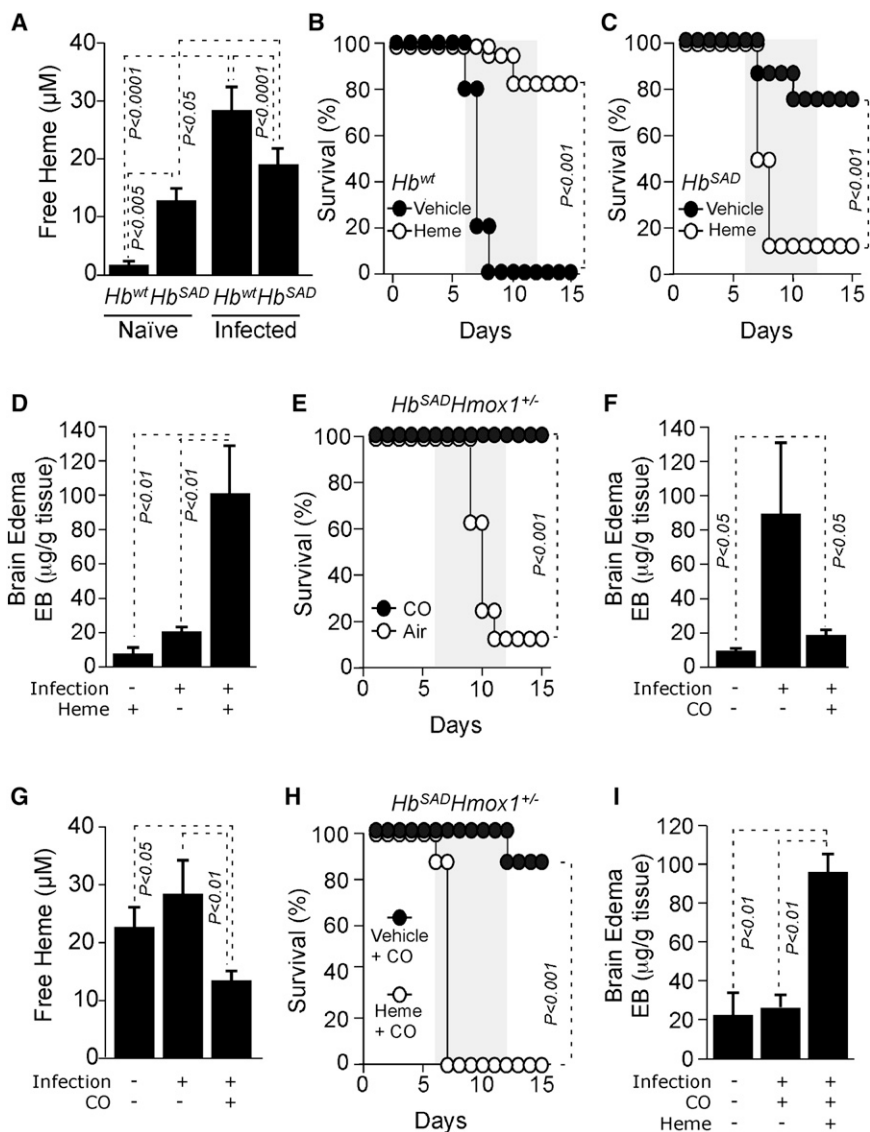 A
Free Heme (μM)
40
30
20
10
0
P<0.0001
P<0.005
P<0.05
P<0.0001
Hb^wt Hb^SAD Hb^wt Hb^SAD
Naïve Infected
B
Survival (%)
100
80
60
40
20
0
Hb^wt
Vehicle
Heme
P<0.001
0 5 10 15
Days
C
Survival (%)
100
80
60
40
20
0
Hb^SAD
Vehicle
Heme
P<0.001
0 5 10 15
Days
D
Brain Edema
EB (μg/g tissue)
140
120
100
80
60
40
20
0
P<0.01
P<0.01
Infection - + +
Heme + - +
E
Hb^SAD Hmox1^+/-
Survival (%)
100
80
60
40
20
0
CO
Air
P<0.001
0 5 10 15
Days
F
Brain Edema
EB (μg/g tissue)
140
120
100
80
60
40
20
0
P<0.05
P<0.05
Infection - + +
CO - - +
G
Free Heme (μM)
40
30
20
10
0
P<0.05
P<0.01
Infection - + +
CO - - +
H
Hb^SAD Hmox1^+/-
Survival (%)
100
80
60
40
20
0
Vehicle
+ CO
Heme
+ CO
P<0.001
0 5 10 15
Days
I
Brain Edema
EB (μg/g tissue)
120
100
80
60
40
20
0
P<0.01
P<0.01
Infection - + +
CO - + +
Heme - - +